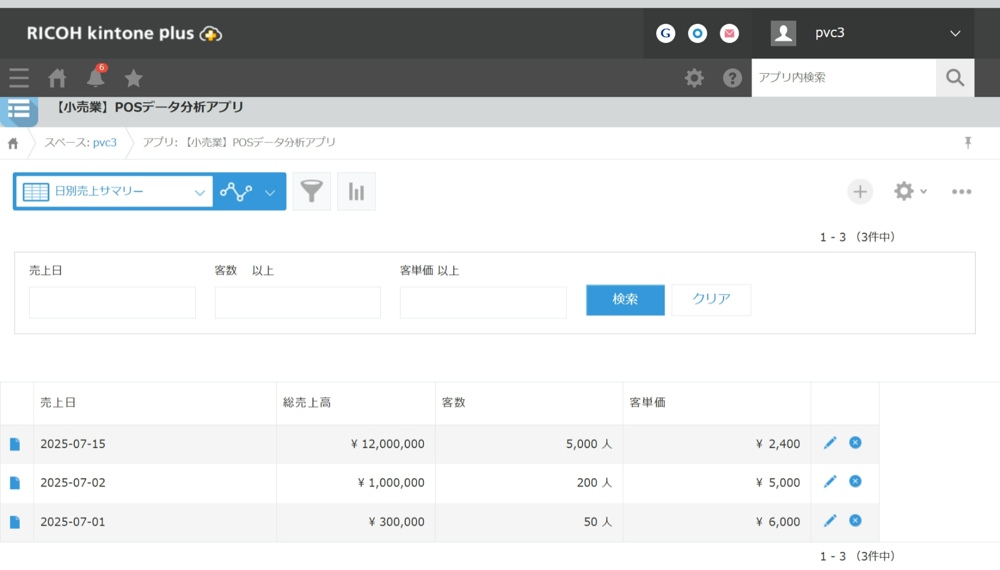 RICOH kintone plus
G
pvc3
6
?
アプリ内検索
【小売業】POSデータ分析アプリ
スペース: pvc3
アプリ: 【小売業】POSデータ分析アプリ
日別売上サマリー
1 - 3 （3件中）
売上日 客数 以上 客単価 以上
検索 クリア
売上日 総売上高 客数 客単価
2025-07-15 ¥ 12,000,000 5,000 人 ¥ 2,400
2025-07-02 ¥ 1,000,000 200 人 ¥ 5,000
2025-07-01 ¥ 300,000 50 人 ¥ 6,000
1 - 3 （3件中）